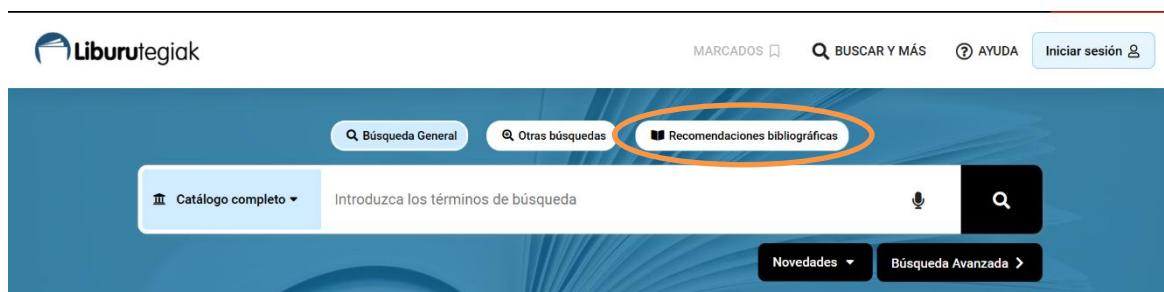 Liburutegiak MARCADOS BUSCAR Y MÁS AYUDA Iniciar sesión
Búsqueda General Otras búsquedas Recomendaciones bibliográficas
Catálogo completo Introduzca los términos de búsqueda
Novedades Búsqueda Avanzada